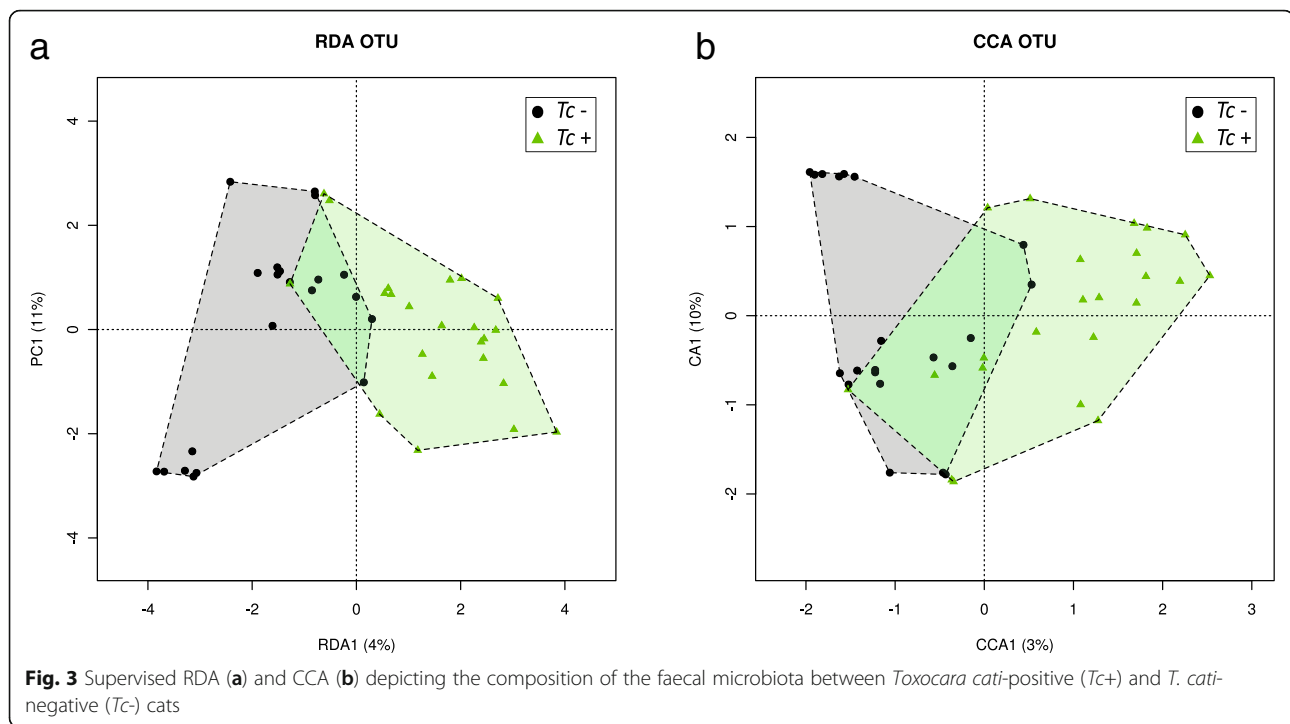 a
RDA OTU
Tc -
Tc +
PC1 (11%)
4
2
0
-2
-4
-4
-2
0
2
4
RDA1 (4%)
b
CCA OTU
Tc -
Tc +
CA1 (10%)
2
1
0
-1
-2
-2
-1
0
1
2
3
CCA1 (3%)
Fig. 3 Supervised RDA (a) and CCA (b) depicting the composition of the faecal microbiota between Toxocara cati-positive (Tc+) and T. cati-
negative (Tc-) cats